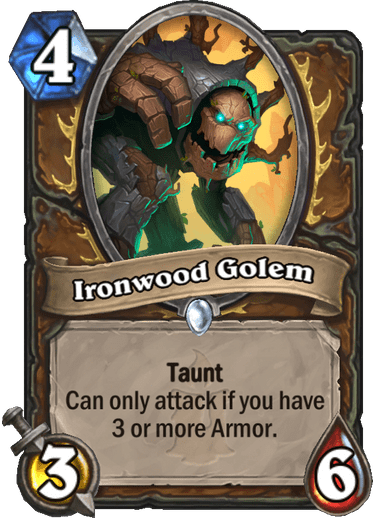 4
Ironwood Golem
Taunt
Can only attack if you have
3 or more Armor.
3
6